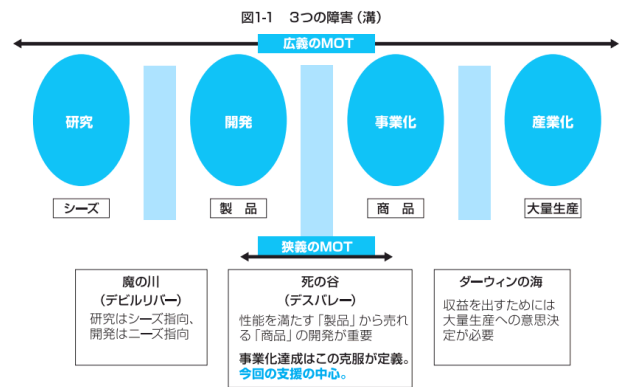 図1-1　3つの障害（溝）
広義のMOT
研究
開発
事業化
産業化
シーズ
製　品
商　品
大量生産
狭義のMOT
魔の川
（デビルリバー）
研究はシーズ指向、
開発はニーズ指向
死の谷
（デスバレー）
性能を満たす「製品」から売れ
る「商品」の開発が重要
事業化達成はこの克服が定義。
今回の支援の中心。
ダーウィンの海
収益を出すためには
大量生産への意思決
定が必要